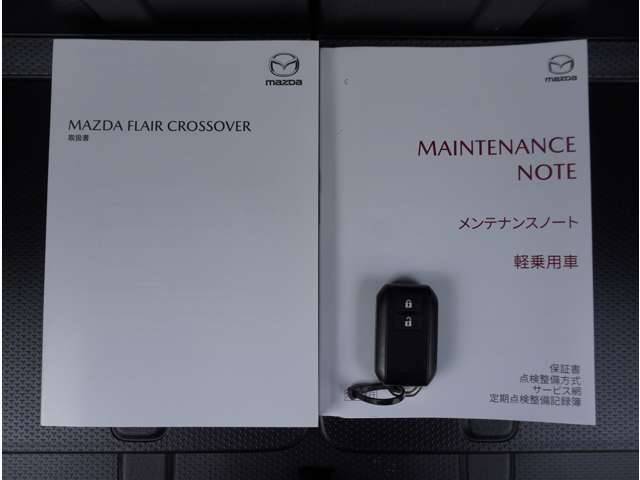 mazda
MAZDA FLAIR CROSSOVER
取扱書
mazda
MAINTENANCE
NOTE
メンテナンスノート
軽乗用車
保証書
点検整備方式
サービス網
定期点検整備記録簿